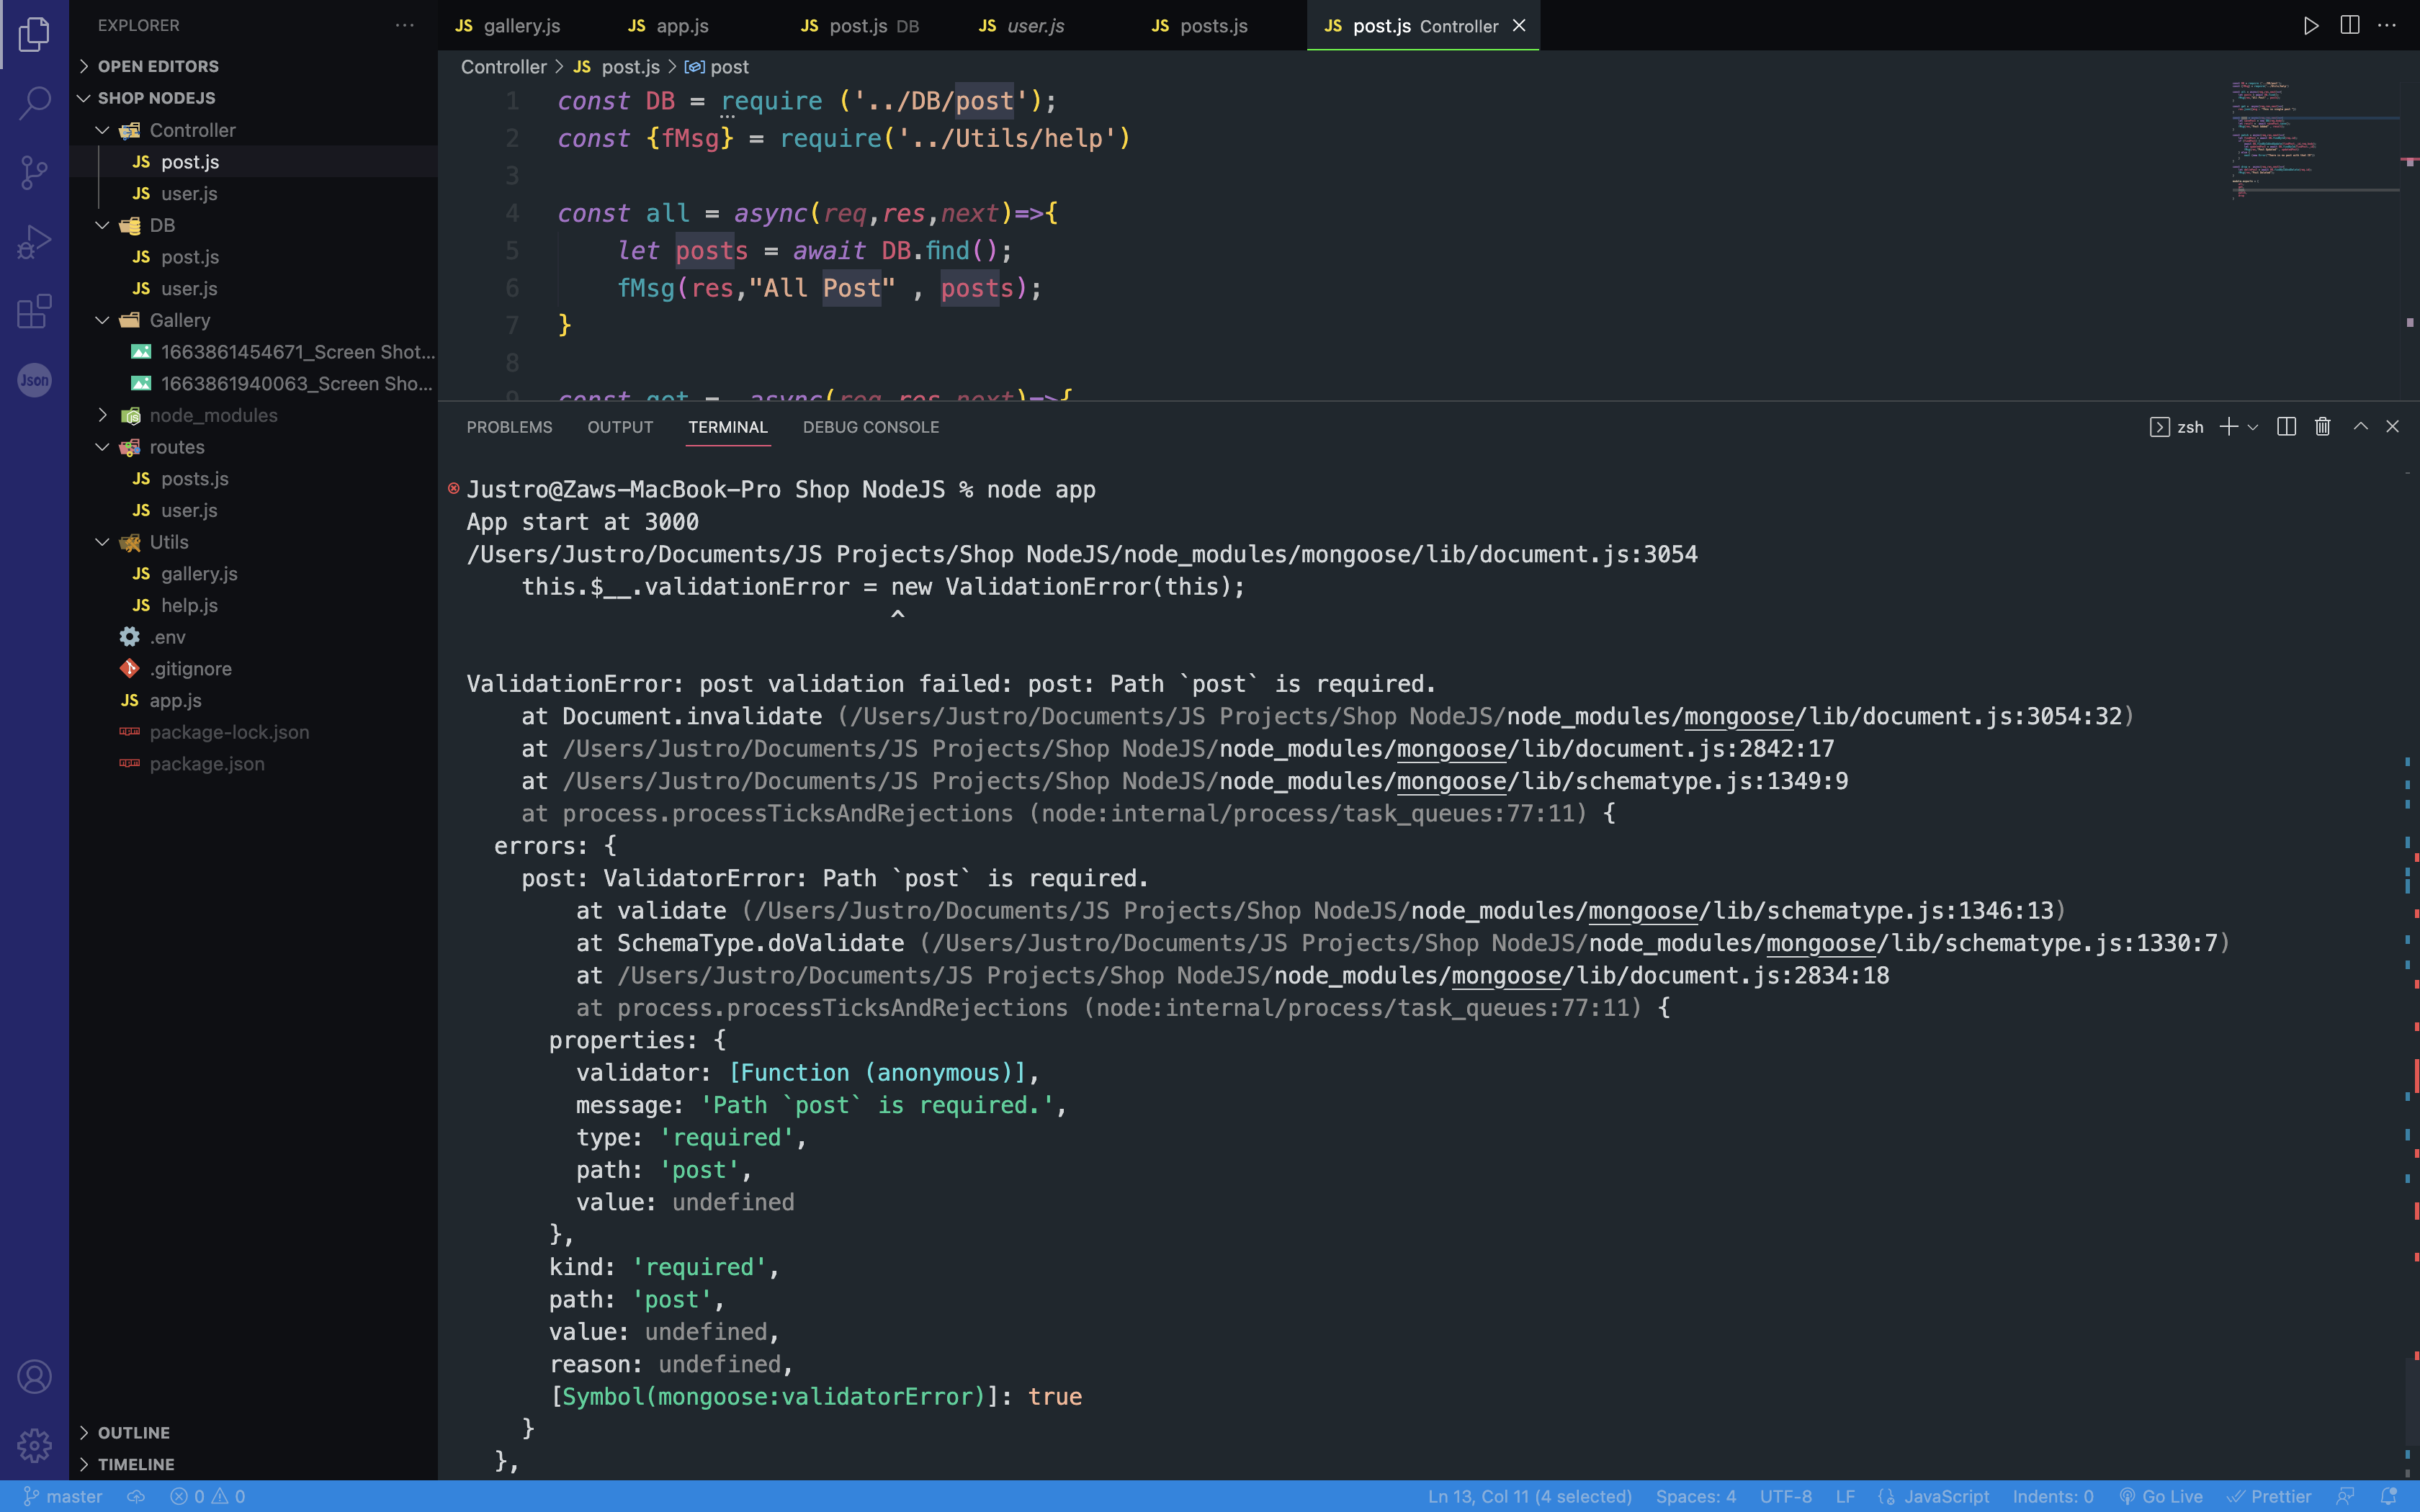 EXPLORER
OPEN EDITORS
SHOP NODEJS
Controller
JS post.js
JS user.js
DB
JS post.js
JS user.js
Gallery
1663861454671_Screen Shot...
1663861940063_Screen Sho...
node_modules
routes
JS posts.js
JS user.js
Utils
JS gallery.js
JS help.js
.env
.gitignore
JS app.js
package-lock.json
package.json
OUTLINE
TIMELINE
Json
JS gallery.js JS app.js JS post.js DB JS user.js JS posts.js JS post.js Controller
Controller > JS post.js > post
1 const DB = require ('../DB/post');
2 const {fMsg} = require('../Utils/help')
3
4 const all = async(req,res,next)=>{
5 let posts = await DB.find();
6 fMsg(res,"All Post" , posts);
7 }
8
9 const get = async(req,res,next)=>{
PROBLEMS OUTPUT TERMINAL DEBUG CONSOLE zsh
Justro@Zaws-MacBook-Pro Shop NodeJS % node app
App start at 3000
/Users/Justro/Documents/JS Projects/Shop NodeJS/node_modules/mongoose/lib/document.js:3054
this.$__.validationError = new ValidationError(this);
^
ValidationError: post validation failed: post: Path `post` is required.
at Document.invalidate (/Users/Justro/Documents/JS Projects/Shop NodeJS/node_modules/mongoose/lib/document.js:3054:32)
at /Users/Justro/Documents/JS Projects/Shop NodeJS/node_modules/mongoose/lib/document.js:2842:17
at /Users/Justro/Documents/JS Projects/Shop NodeJS/node_modules/mongoose/lib/schematype.js:1349:9
at process.processTicksAndRejections (node:internal/process/task_queues:77:11) {
errors: {
post: ValidatorError: Path `post` is required.
at validate (/Users/Justro/Documents/JS Projects/Shop NodeJS/node_modules/mongoose/lib/schematype.js:1346:13)
at SchemaType.doValidate (/Users/Justro/Documents/JS Projects/Shop NodeJS/node_modules/mongoose/lib/schematype.js:1330:7)
at /Users/Justro/Documents/JS Projects/Shop NodeJS/node_modules/mongoose/lib/document.js:2834:18
at process.processTicksAndRejections (node:internal/process/task_queues:77:11) {
properties: {
validator: [Function (anonymous)],
message: 'Path `post` is required.',
type: 'required',
path: 'post',
value: undefined
},
kind: 'required',
path: 'post',
value: undefined,
reason: undefined,
[Symbol(mongoose:validatorError)]: true
}
},
master 0 0 Ln 13, Col 11 (4 selected) Spaces: 4 UTF-8 LF {} JavaScript Indents: 0 Go Live Prettier